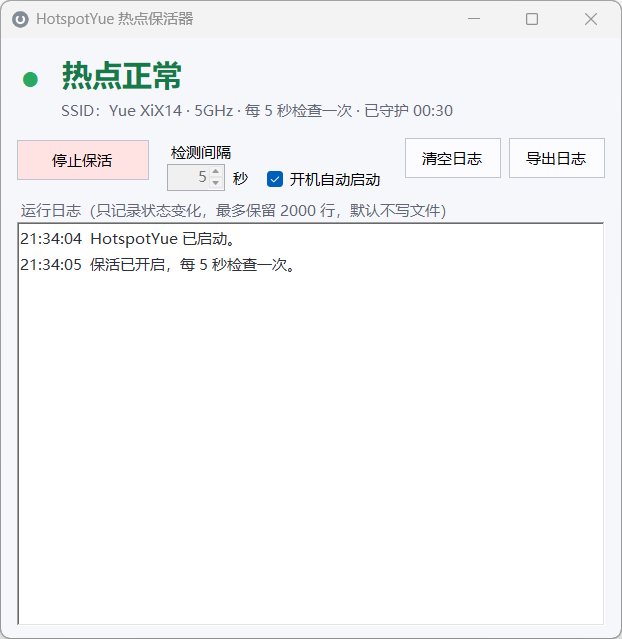 HotspotYue 热点保活器
热点正常
SSID：Yue XiX14 · 5GHz · 每 5 秒检查一次 · 已守护 00:30
停止保活
检测间隔
5 秒
开机自动启动
清空日志
导出日志
运行日志（只记录状态变化，最多保留 2000 行，默认不写文件）
21:34:04 HotspotYue 已启动。
21:34:05 保活已开启，每 5 秒检查一次。